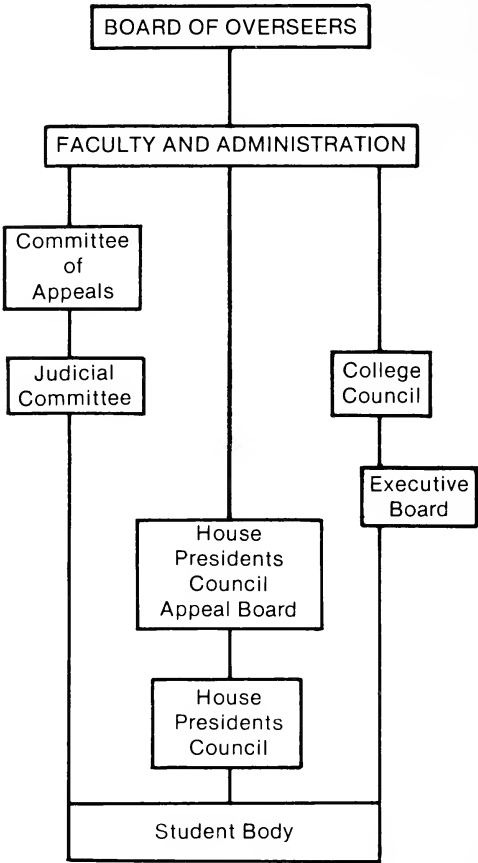 BOARD OF OVERSEERS
FACULTY AND ADMINISTRATION
Committee
of
Appeals
Judicial
Committee
College
Council
Executive
Board
House
Presidents
Council
Appeal Board
House
Presidents
Council
Student Body